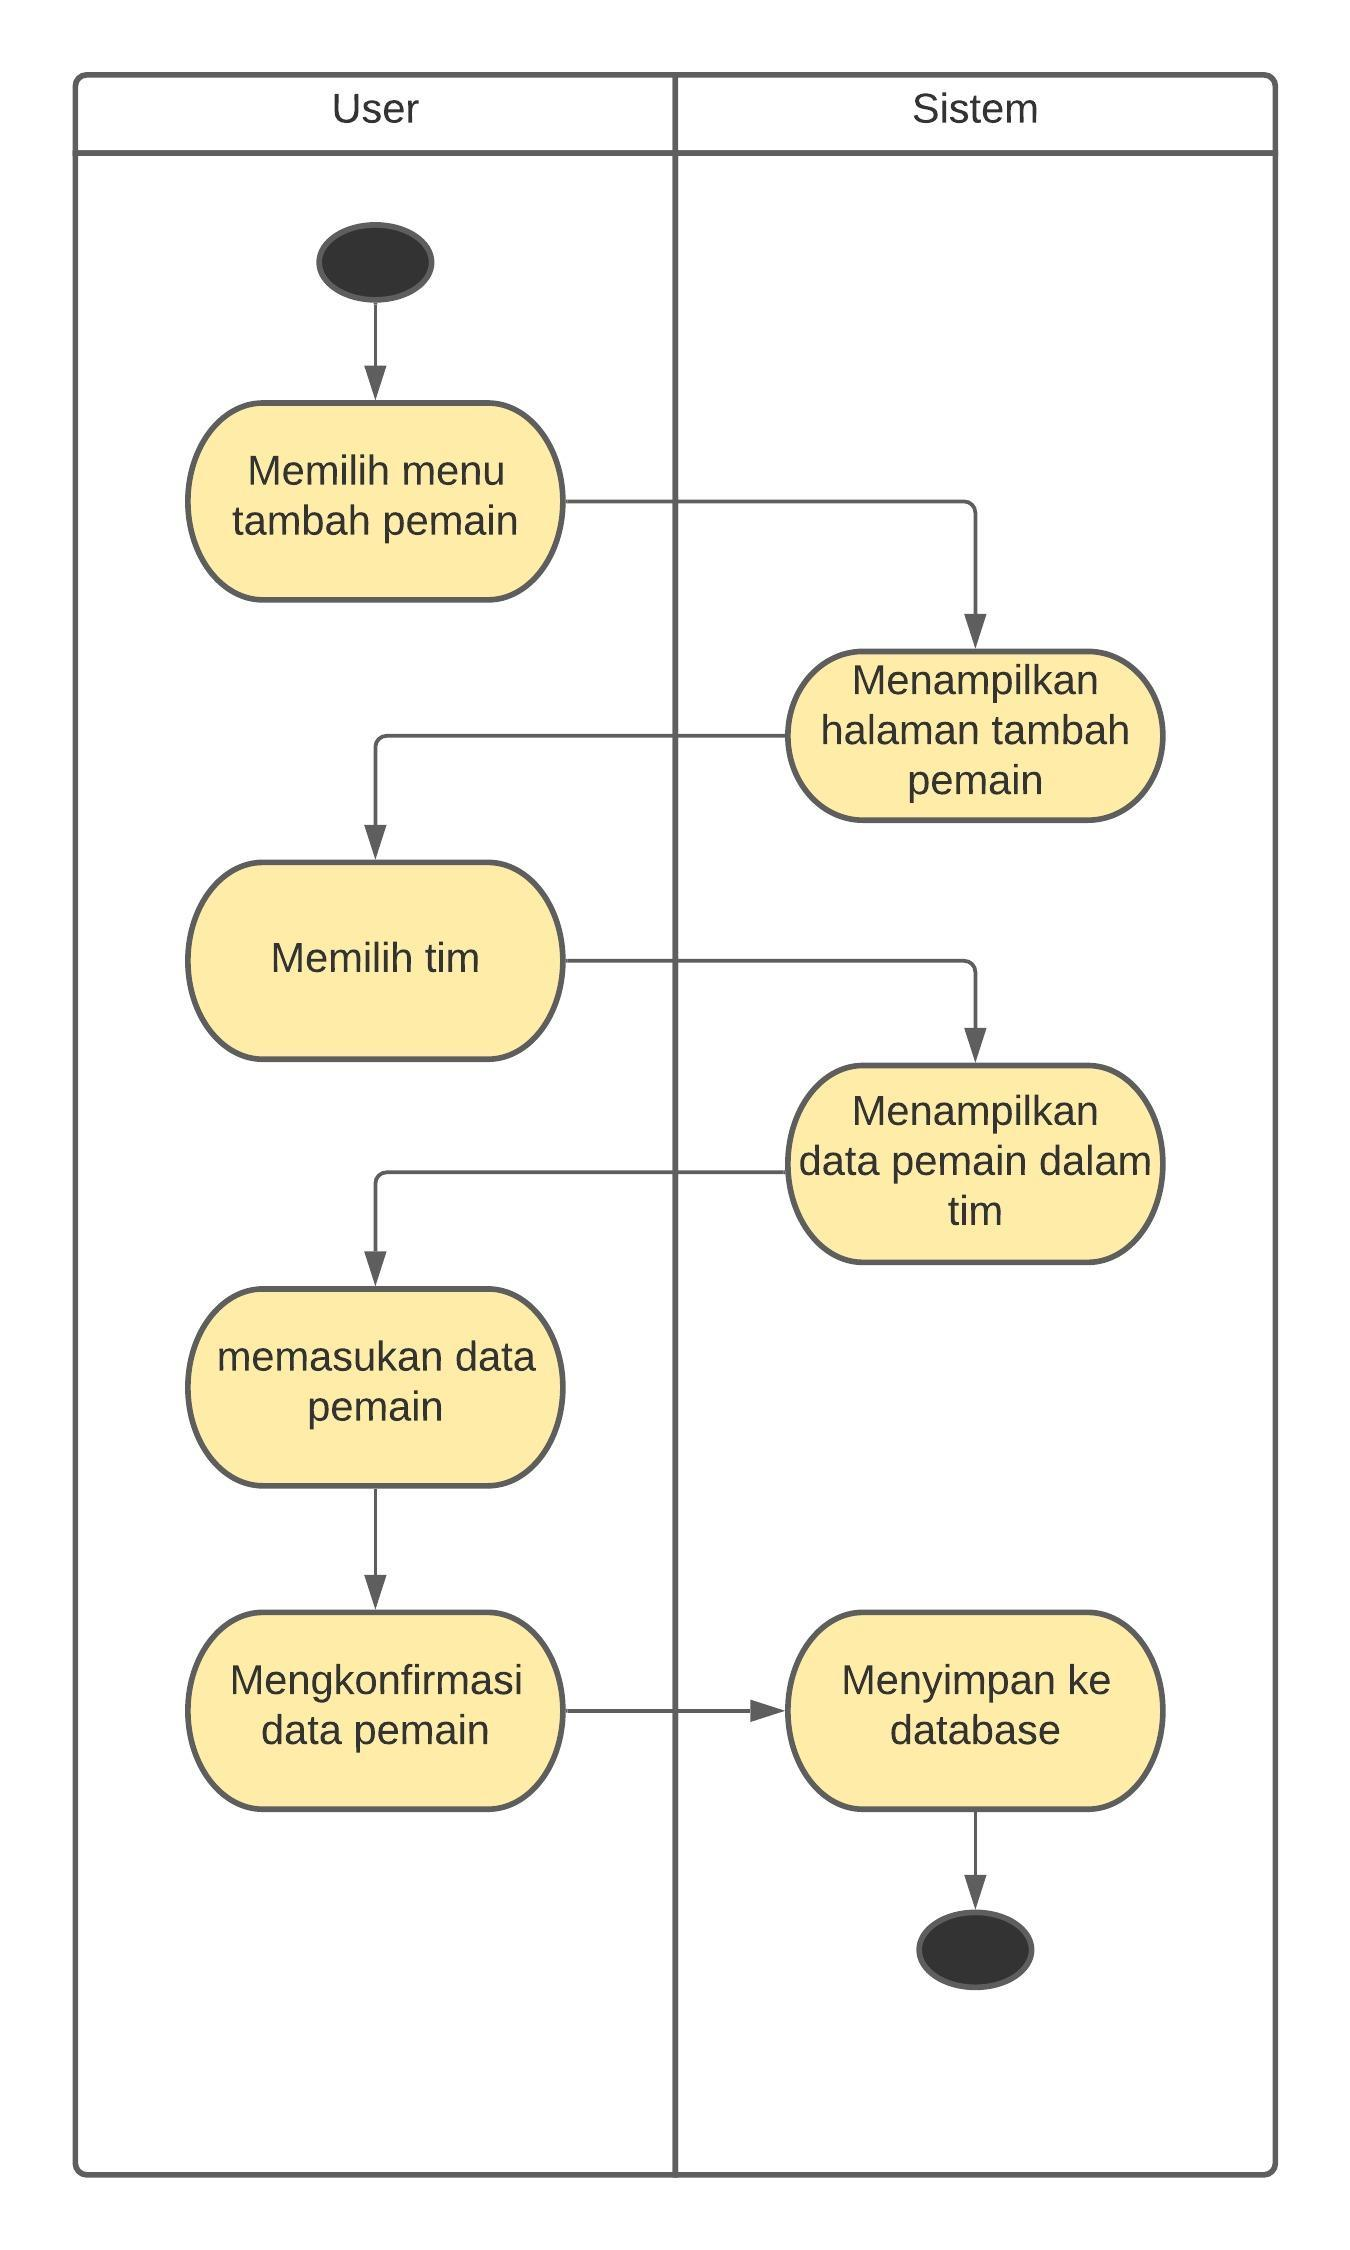 User
Sistem
Memilih menu
tambah pemain
Menampilkan
halaman tambah
pemain
Memilih tim
Menampilkan
data pemain dalam
tim
memasukan data
pemain
Mengkonfirmasi
data pemain
Menyimpan ke
database